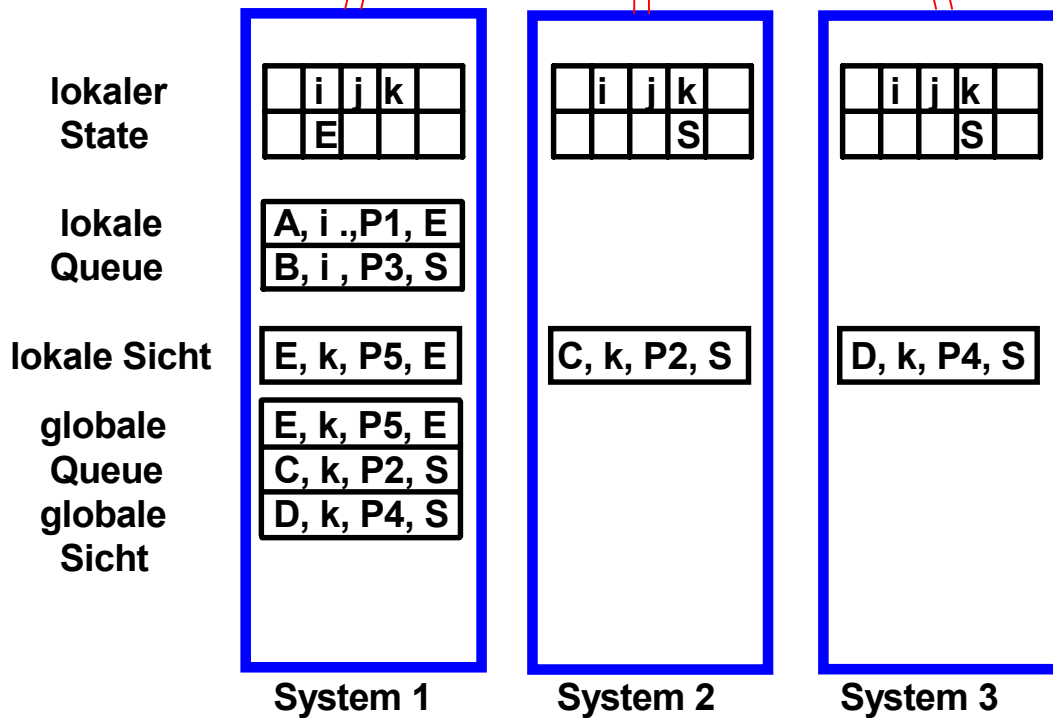 lokaler
State
i j k
E
i j k
S
i j k
S
lokale
Queue
A, i .,P1, E
B, i , P3, S
lokale Sicht
E, k, P5, E
C, k, P2, S
D, k, P4, S
globale
Queue
globale
Sicht
E, k, P5, E
C, k, P2, S
D, k, P4, S
System 1
System 2
System 3